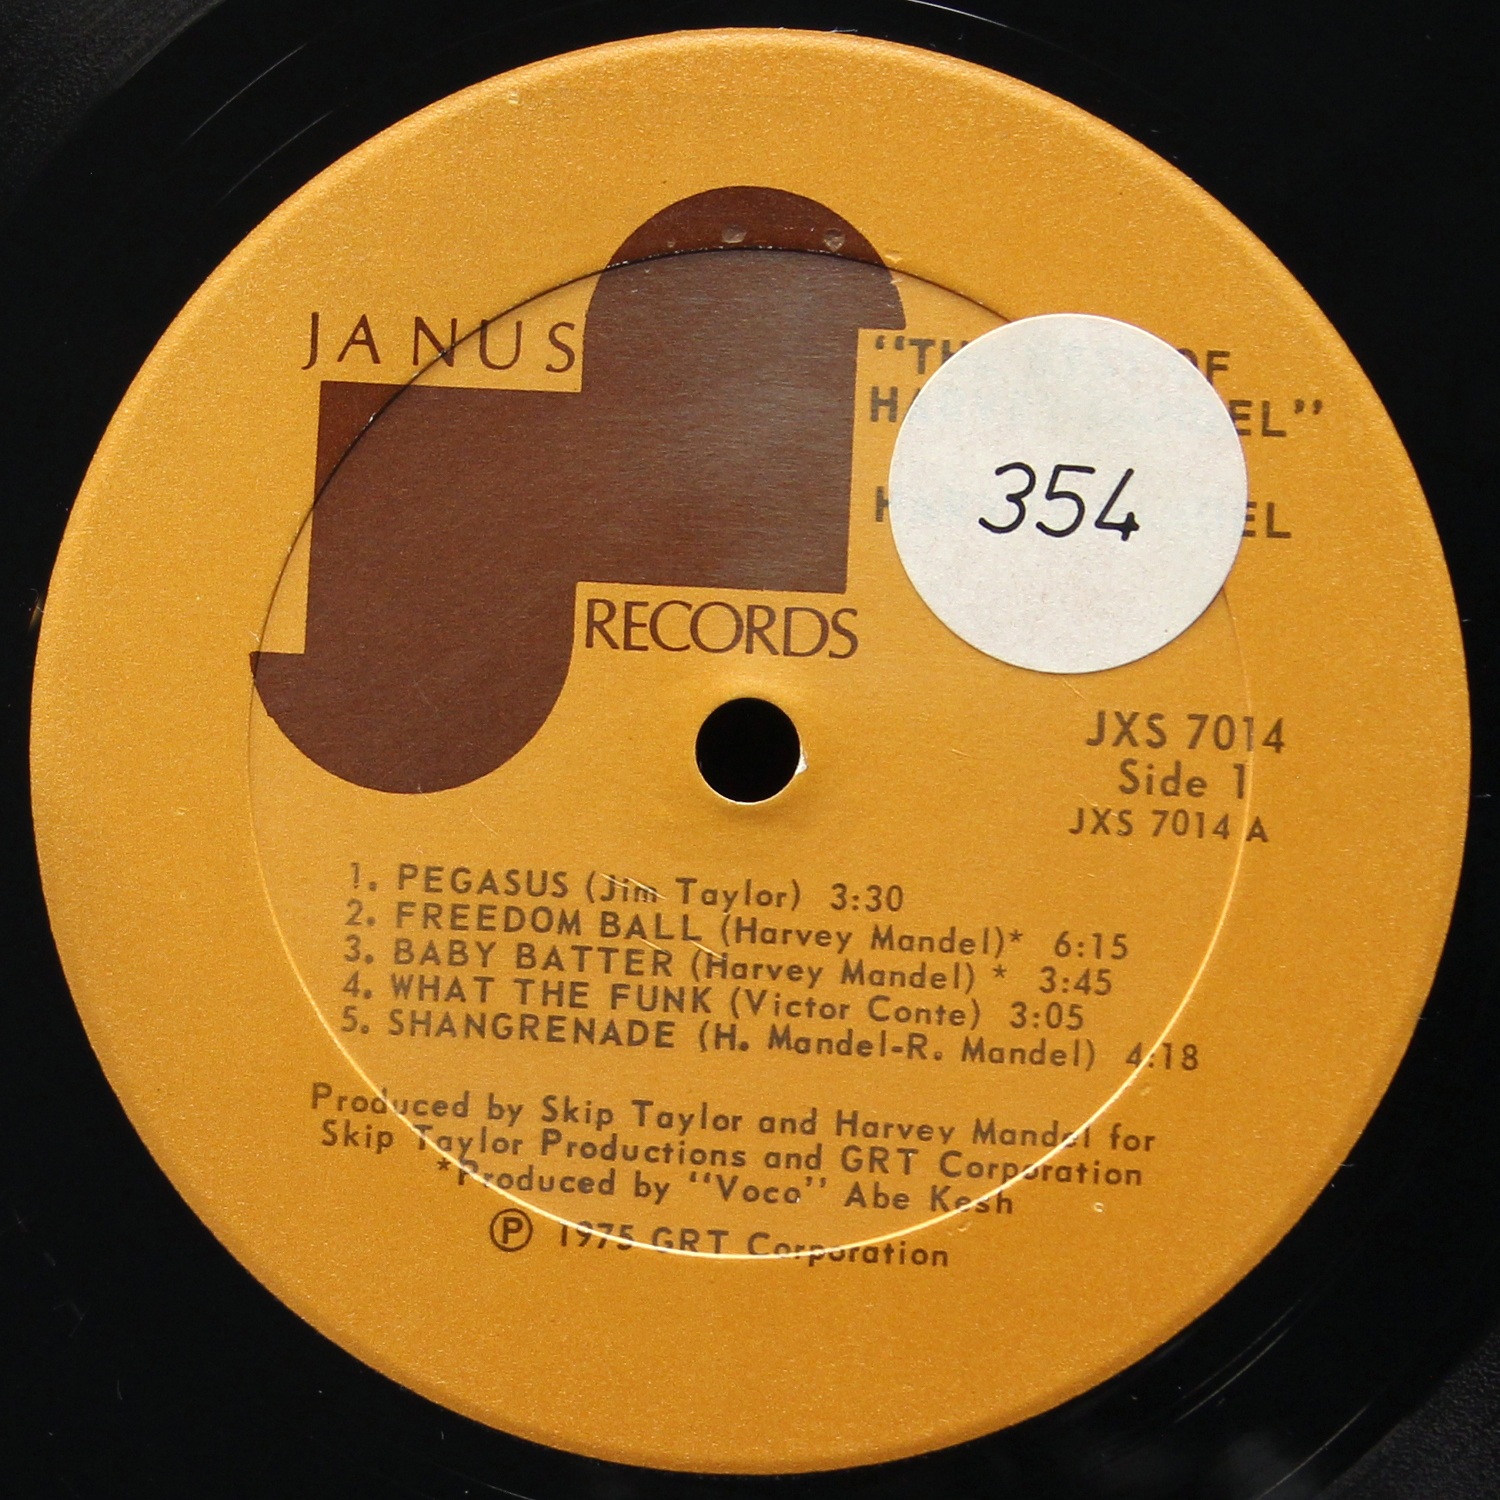 JANUS
RECORDS
OF
EL”
354
EL
JXS 7014
Side 1
JXS 7014 A
1. PEGASUS (Jim Taylor) 3:30
2. FREEDOM BALL (Harvey Mandel)* 6:15
3. BABY BATTER (Harvey Mandel) * 3:45
4. WHAT THE FUNK (Victor Conte) 3:05
5. SHANGRENADE (H. Mandel-R. Mandel) 4:18
Produced by Skip Taylor and Harvey Mandel for
Skip Taylor Productions and GRT Corporation
*Produced by “Voco” Abe Kesh
Ⓟ 1975 GRT Corporation